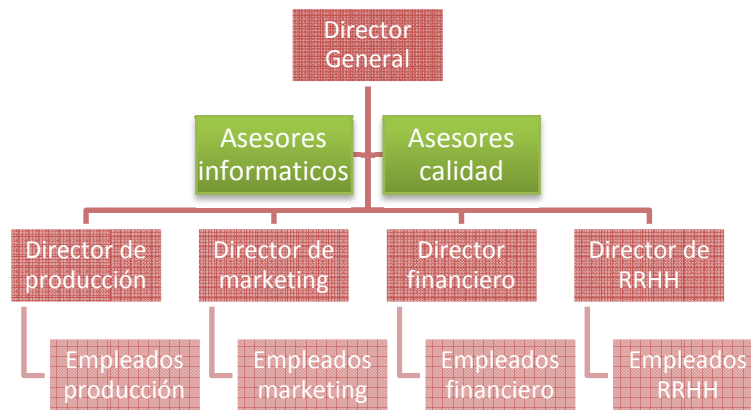 Director
General
Asesores
informaticos
Asesores
calidad
Director de
producción
Director de
marketing
Director
financiero
Director de
RRHH
Empleados
producción
Empleados
marketing
Empleados
financiero
Empleados
RRHH